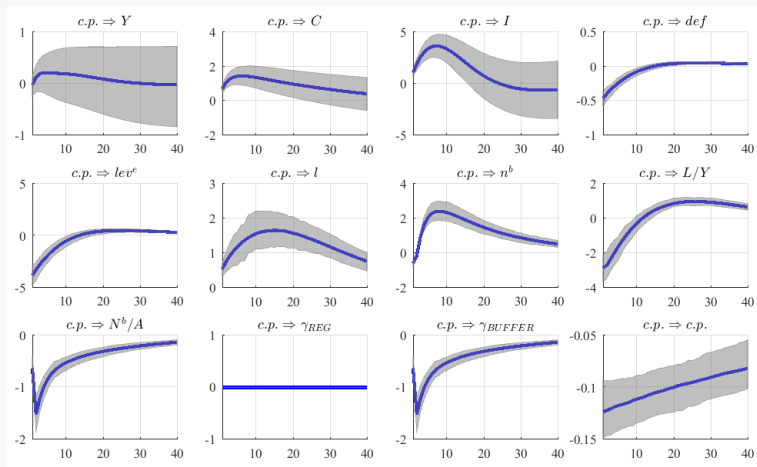 c.p. ⇒ Y
c.p. ⇒ C
c.p. ⇒ I
c.p. ⇒ def
1
0
-1
10 20 30 40
4
2
0
-2
10 20 30 40
5
0
-5
10 20 30 40
0.5
0
-0.5
-1
10 20 30 40
c.p. ⇒ lev^e
c.p. ⇒ l
c.p. ⇒ n^b
c.p. ⇒ L/Y
5
0
-5
10 20 30 40
3
2
1
0
10 20 30 40
4
2
0
-2
10 20 30 40
2
0
-2
-4
10 20 30 40
c.p. ⇒ N^b/A
c.p. ⇒ γ_REG
c.p. ⇒ γ_BUFFER
c.p. ⇒ c.p.
0
-1
-2
10 20 30 40
1
0
-1
10 20 30 40
0
-1
-2
10 20 30 40
-0.05
-0.1
-0.15
10 20 30 40